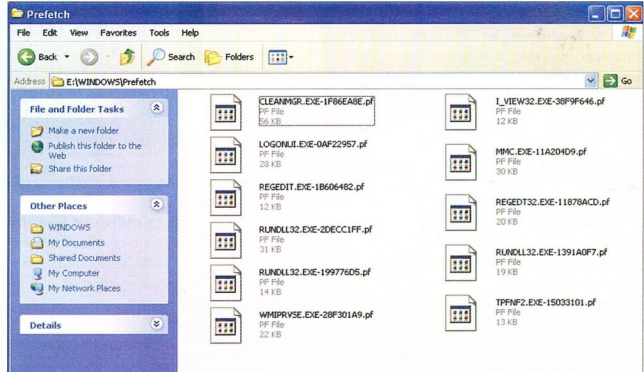 Prefetch
File Edit View Favorites Tools Help
Back Search Folders
Address E:\WINDOWS\Prefetch Go
File and Folder Tasks
Make a new folder
Publish this folder to the
Web
Share this folder
Other Places
WINDOWS
My Documents
Shared Documents
My Computer
My Network Places
Details
CLEANMGR.EXE-1F86EA8E.pf
PF File
56 KB
LOGONUI.EXE-0AF22957.pf
PF File
28 KB
REGEDIT.EXE-1B606482.pf
PF File
12 KB
RUNDLL32.EXE-2DECC1FF.pf
PF File
31 KB
RUNDLL32.EXE-199776D5.pf
PF File
14 KB
WMIPRVSE.EXE-28F301A9.pf
PF File
22 KB
I_VIEW32.EXE-38F9F646.pf
PF File
12 KB
MMC.EXE-11A204D9.pf
PF File
30 KB
REGEDT32.EXE-11878ACD.pf
PF File
20 KB
RUNDLL32.EXE-1391A0F7.pf
PF File
19 KB
TPFNF2.EXE-15033101.pf
PF File
13 KB